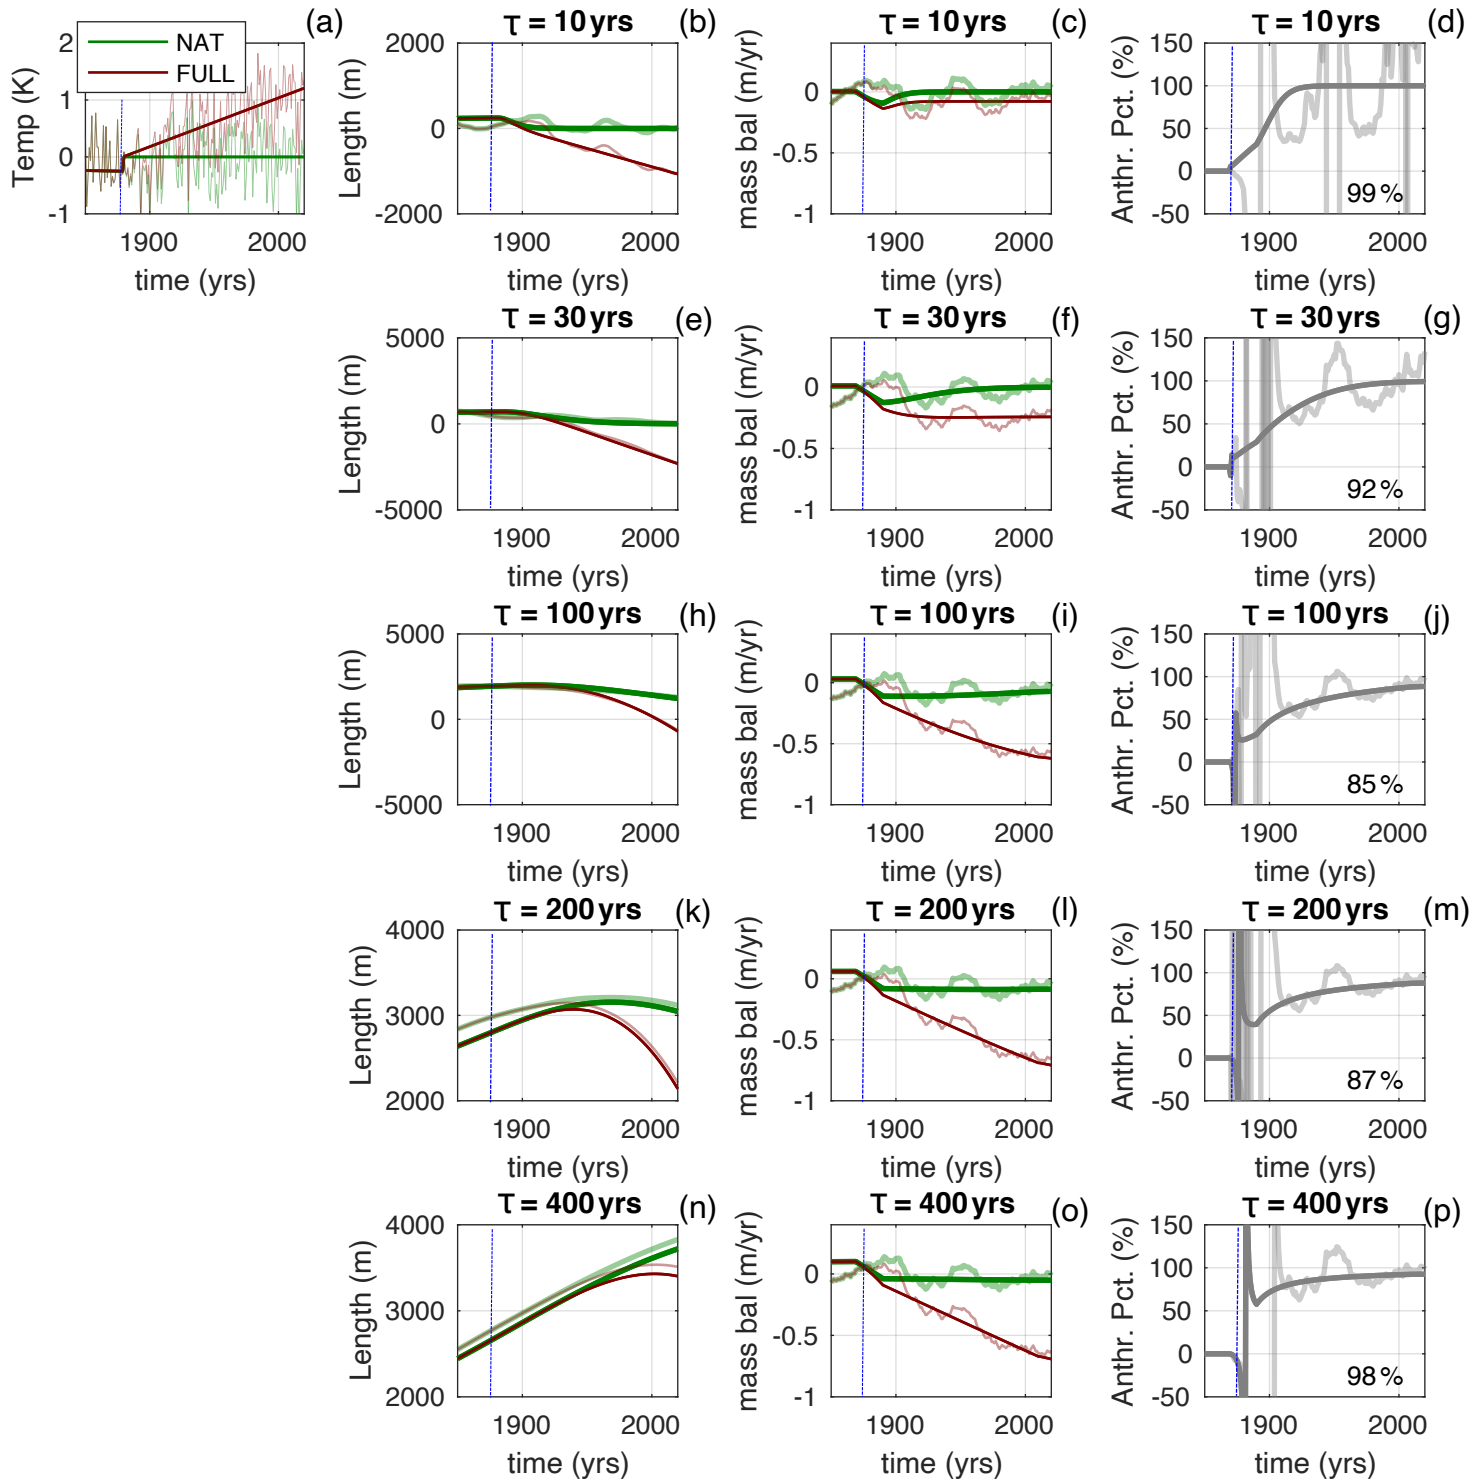 (a)
NAT
FULL
Temp (K)
2
1
0
-1
1900 2000
time (yrs)
τ = 10 yrs (b)
Length (m)
2000
0
-2000
1900 2000
time (yrs)
τ = 10 yrs (c)
mass bal (m/yr)
0
-0.5
-1
1900 2000
time (yrs)
τ = 10 yrs (d)
Anthr. Pct. (%)
150
100
50
0
-50
99 %
1900 2000
time (yrs)
τ = 30 yrs (e)
Length (m)
5000
0
-5000
1900 2000
time (yrs)
τ = 30 yrs (f)
mass bal (m/yr)
0
-0.5
-1
1900 2000
time (yrs)
τ = 30 yrs (g)
Anthr. Pct. (%)
150
100
50
0
-50
92 %
1900 2000
time (yrs)
τ = 100 yrs (h)
Length (m)
5000
0
-5000
1900 2000
time (yrs)
τ = 100 yrs (i)
mass bal (m/yr)
0
-0.5
-1
1900 2000
time (yrs)
τ = 100 yrs (j)
Anthr. Pct. (%)
150
100
50
0
-50
85 %
1900 2000
time (yrs)
τ = 200 yrs (k)
Length (m)
4000
3000
2000
1900 2000
time (yrs)
τ = 200 yrs (l)
mass bal (m/yr)
0
-0.5
-1
1900 2000
time (yrs)
τ = 200 yrs (m)
Anthr. Pct. (%)
150
100
50
0
-50
87 %
1900 2000
time (yrs)
τ = 400 yrs (n)
Length (m)
4000
3000
2000
1900 2000
time (yrs)
τ = 400 yrs (o)
mass bal (m/yr)
0
-0.5
-1
1900 2000
time (yrs)
τ = 400 yrs (p)
Anthr. Pct. (%)
150
100
50
0
-50
98 %
1900 2000
time (yrs)